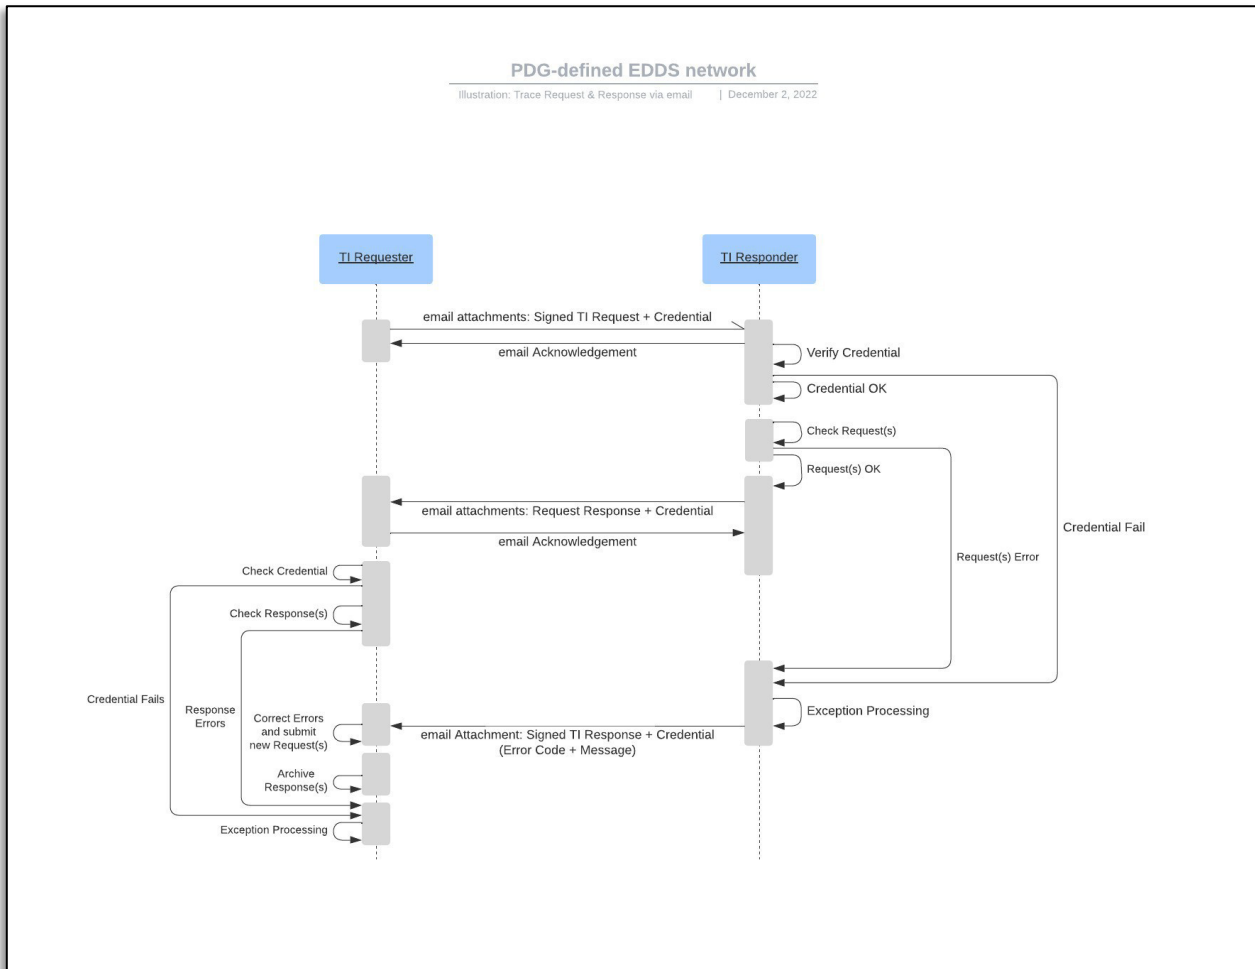 PDG-defined EDDS network
Illustration: Trace Request & Response via email | December 2, 2022
TI Requester
TI Responder
email attachments: Signed TI Request + Credential
email Acknowledgement
Verify Credential
Credential OK
Check Request(s)
Request(s) OK
email attachments: Request Response + Credential
email Acknowledgement
Credential Fail
Request(s) Error
Check Credential
Check Response(s)
Credential Fails
Response
Errors
Correct Errors
and submit
new Request(s)
Exception Processing
email Attachment: Signed TI Response + Credential
(Error Code + Message)
Archive
Response(s)
Exception Processing